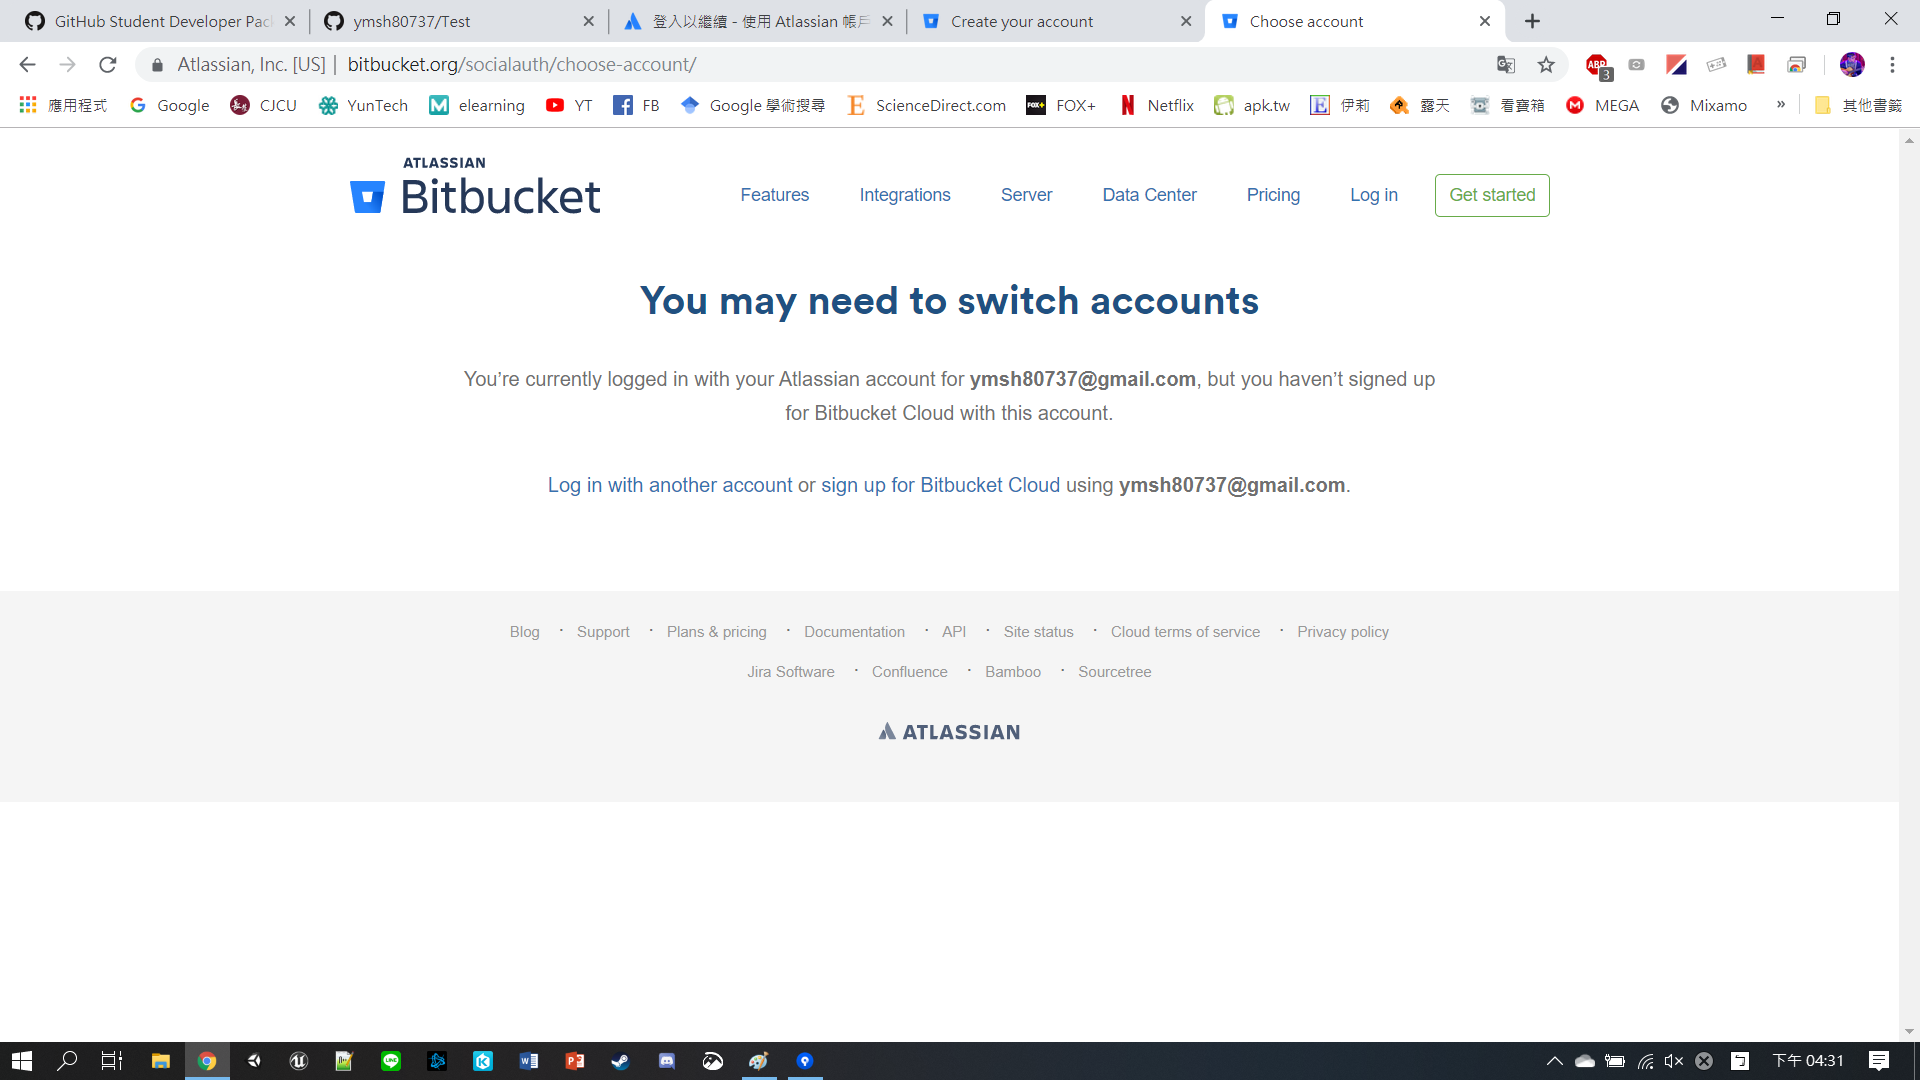 GitHub Student Developer Pac
ymsh80737/Test
登入以繼續 - 使用 Atlassian 帳戶
Create your account
Choose account
Atlassian, Inc. [US] | bitbucket.org/socialauth/choose-account/
ABP
3
應用程式
Google
CJCU
YunTech
elearning
YT
FB
Google 學術搜尋
ScienceDirect.com
FOX+
Netflix
apk.tw
伊莉
露天
看寶箱
MEGA
Mixamo
»
其他書籤
ATLASSIAN
Bitbucket
Features
Integrations
Server
Data Center
Pricing
Log in
Get started
You may need to switch accounts
You’re currently logged in with your Atlassian account for ymsh80737@gmail.com, but you haven’t signed up
for Bitbucket Cloud with this account.
Log in with another account or sign up for Bitbucket Cloud using ymsh80737@gmail.com.
Blog · Support · Plans & pricing · Documentation · API · Site status · Cloud terms of service · Privacy policy
Jira Software · Confluence · Bamboo · Sourcetree
ATLASSIAN
下午 04:31